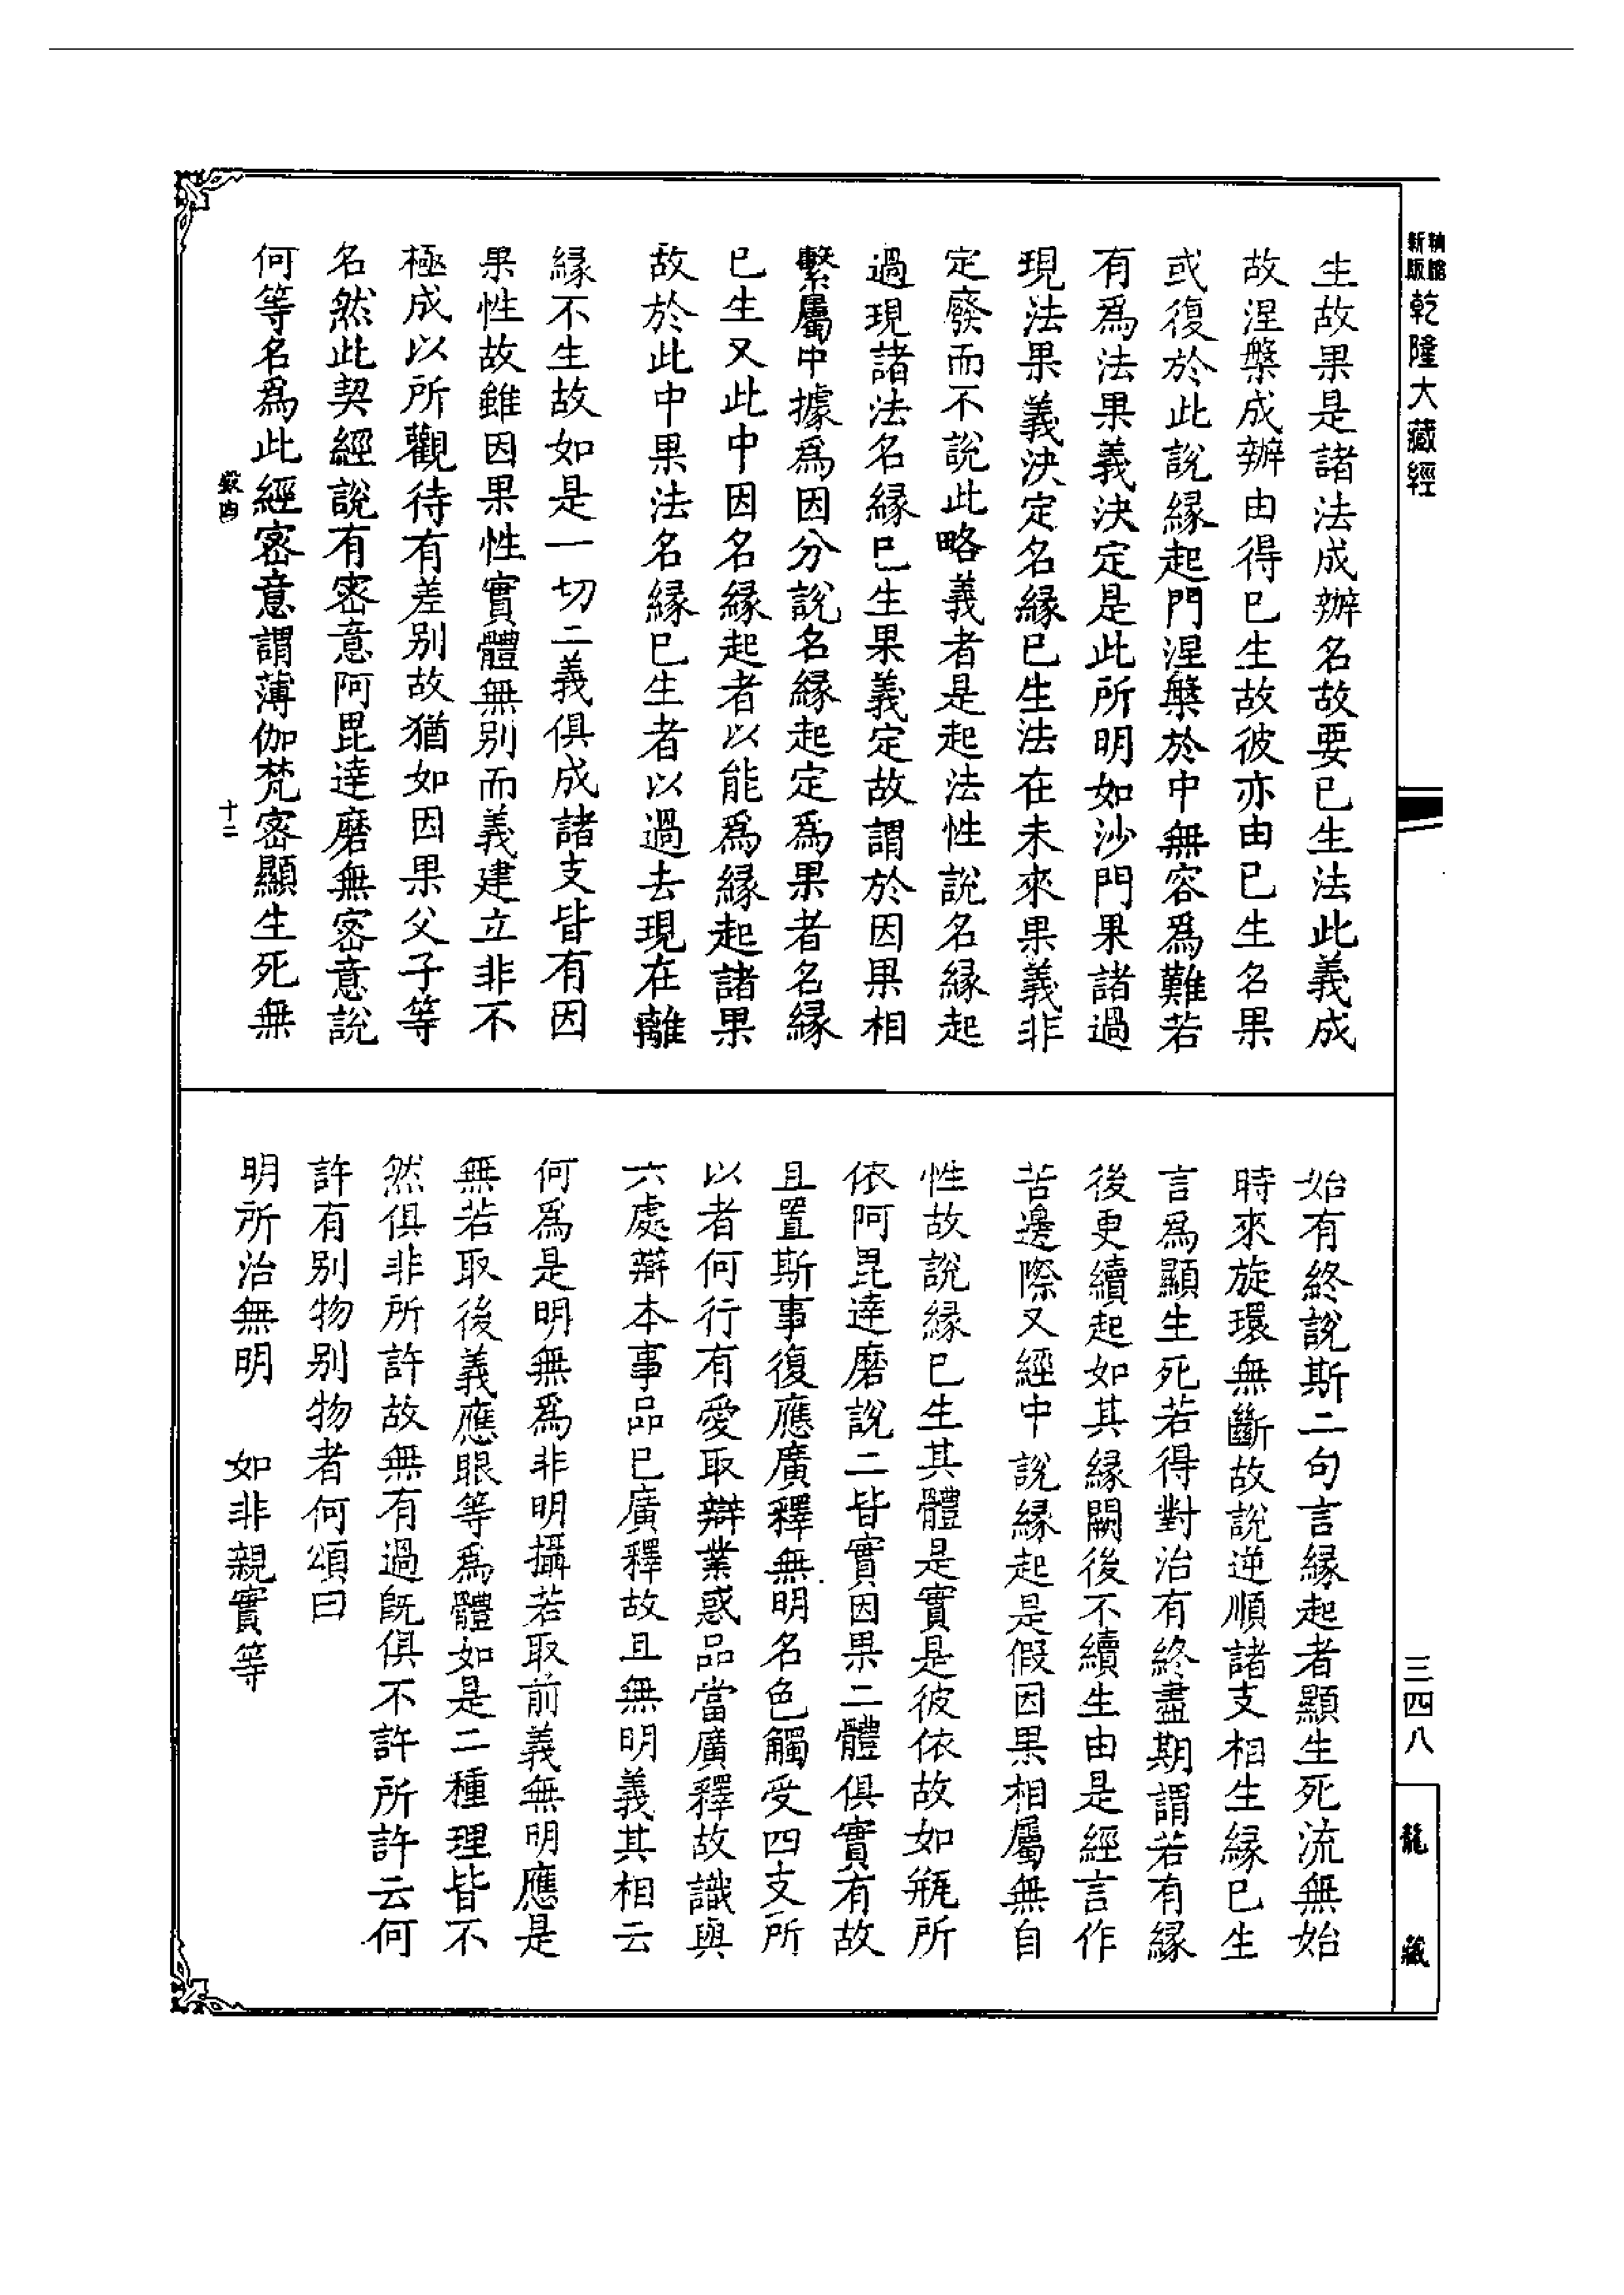 新版
乾隆大藏經
生故果是諸法成辦名故要已生法此義成
故涅槃成辦由得已生故彼亦由已生名果
或復於此說緣起門涅槃於中無容爲難若
有爲法果義決定是此所明如沙門果諸過
現法果義決定名緣已生法在未來果義非
定廢而不說此略義者是起法性說名緣起
過現諸法名緣已生果義定故謂於因果相
繫屬中據爲因分說名緣起定爲果者名緣
已生又此中因名緣起者以能爲緣起諸果
故於此中果法名緣已生者以過去現在離
緣不生故如是一切二義俱成諸支皆有因
果性故雖因果性實體無別而義建立非不
極成以所觀待有差別故猶如因果父子等
名然此契經說有密意阿毘達磨無密意說
何等名爲此經密意謂薄伽梵密顯生死無
十二
始有終說斯二句言緣起者顯生死流無始
時來旋環無斷故說逆順諸支相生緣已生
言爲顯生死若得對治有終盡期謂若有緣
後更續起如其緣闕後不續生由是經言作
苦邊際又經中說緣起是假因果相屬無自
性故說緣已生其體是實是彼依故如瓶所
依阿毘達磨說二皆實因果二體俱實有故
且置斯事復應廣釋無明名色觸受四支所
以者何行有愛取辯業惑品當廣釋故識與
六處辯本事品已廣釋故且無明義其相云
何爲是明無爲非明攝若取前義無明應是
無若取後義應眼等爲體如是二種理皆不
然俱非所許故無有過旣俱不許所許云何
許有別物別物者何頌曰
明所治無明　如非親實等
三四八
龍藏